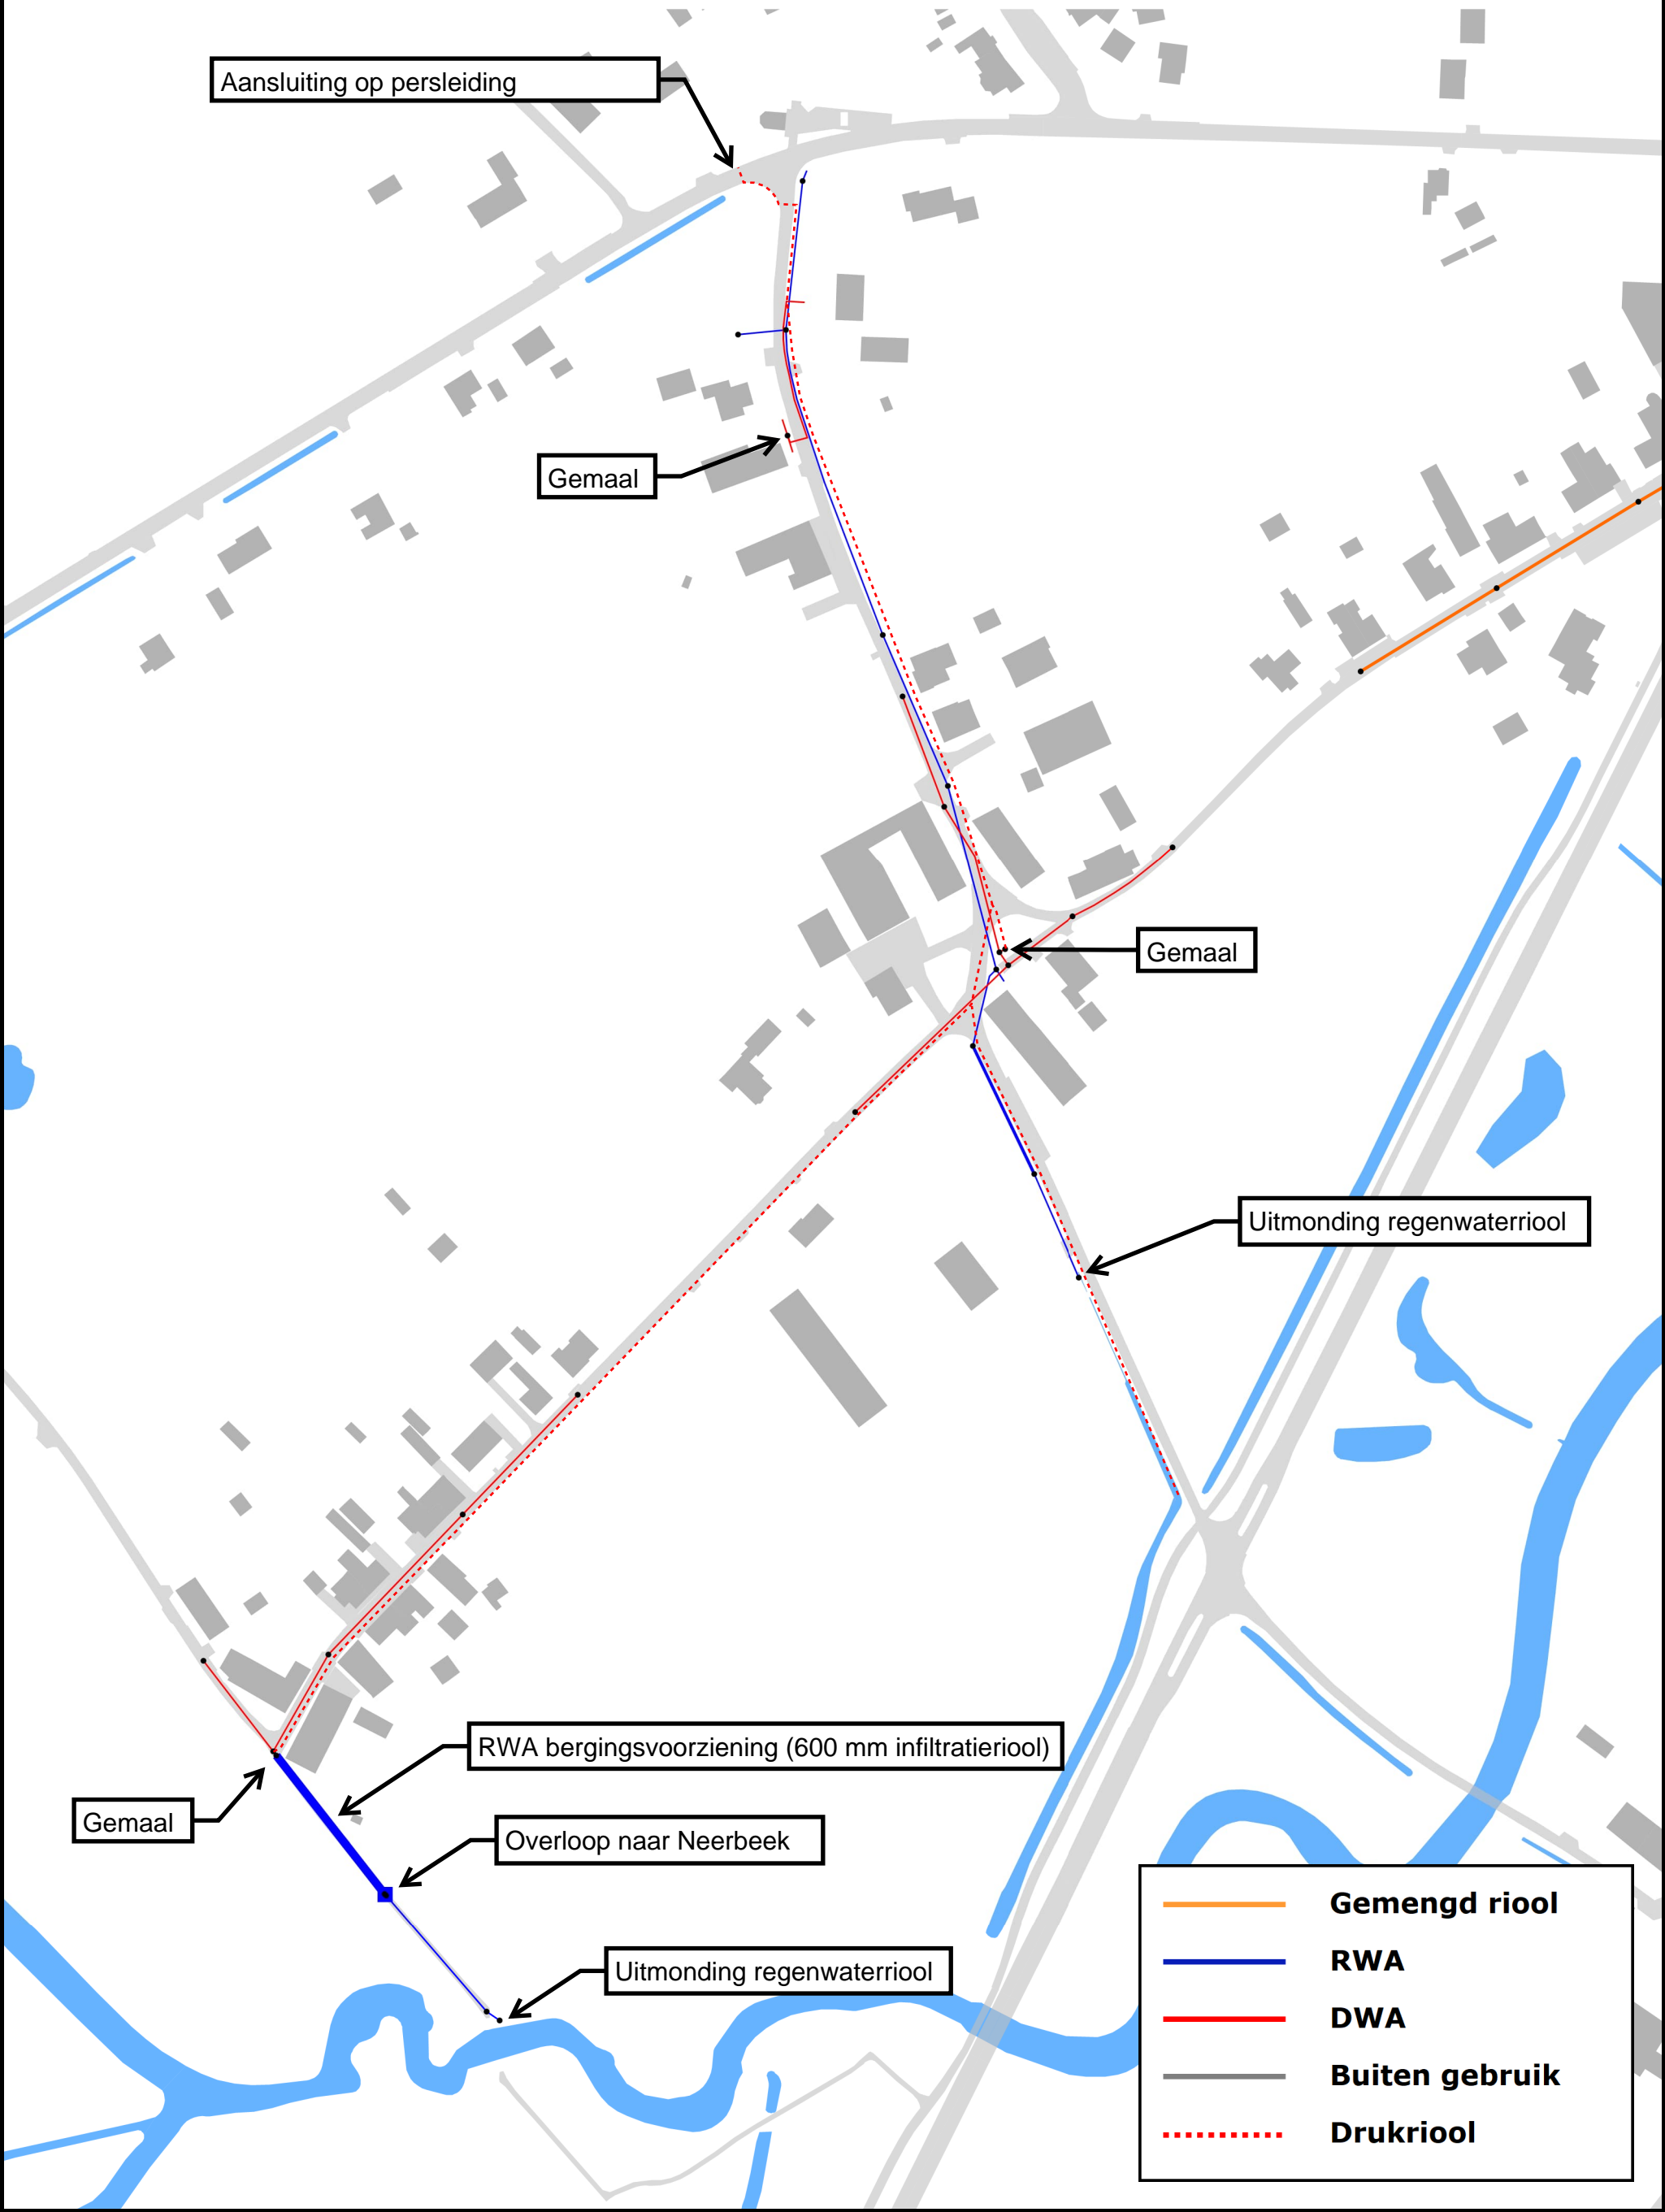 Aansluiting op persleiding
Gemaal
Gemaal
Uitmonding regenwaterriool
RWA bergingsvoorziening (600 mm infiltratieriool)
Gemaal
Overloop naar Neerbeek
Uitmonding regenwaterriool
Gemengd riool
RWA
DWA
Buiten gebruik
Drukriool